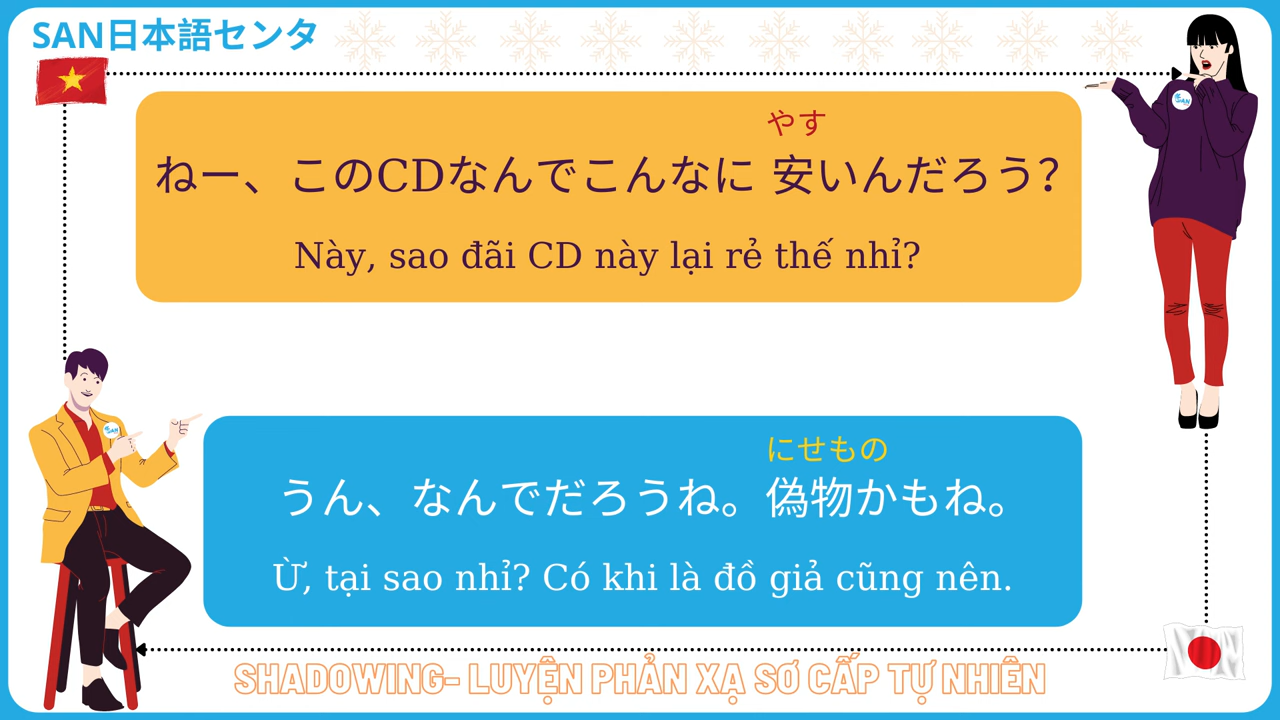 SAN日本語センタ
やす
ねー、このCDなんでこんなに 安いんだろう?
Này, sao đãi CD này lại rẻ thế nhỉ?
にせもの
うん、なんでだろうね。偽物かもね。
Ừ, tại sao nhỉ? Có khi là đồ giả cũng nên.
SHADOWING- LUYỆN PHẢN XẠ SƠ CẤP TỰ NHIÊN
SAN
SAN